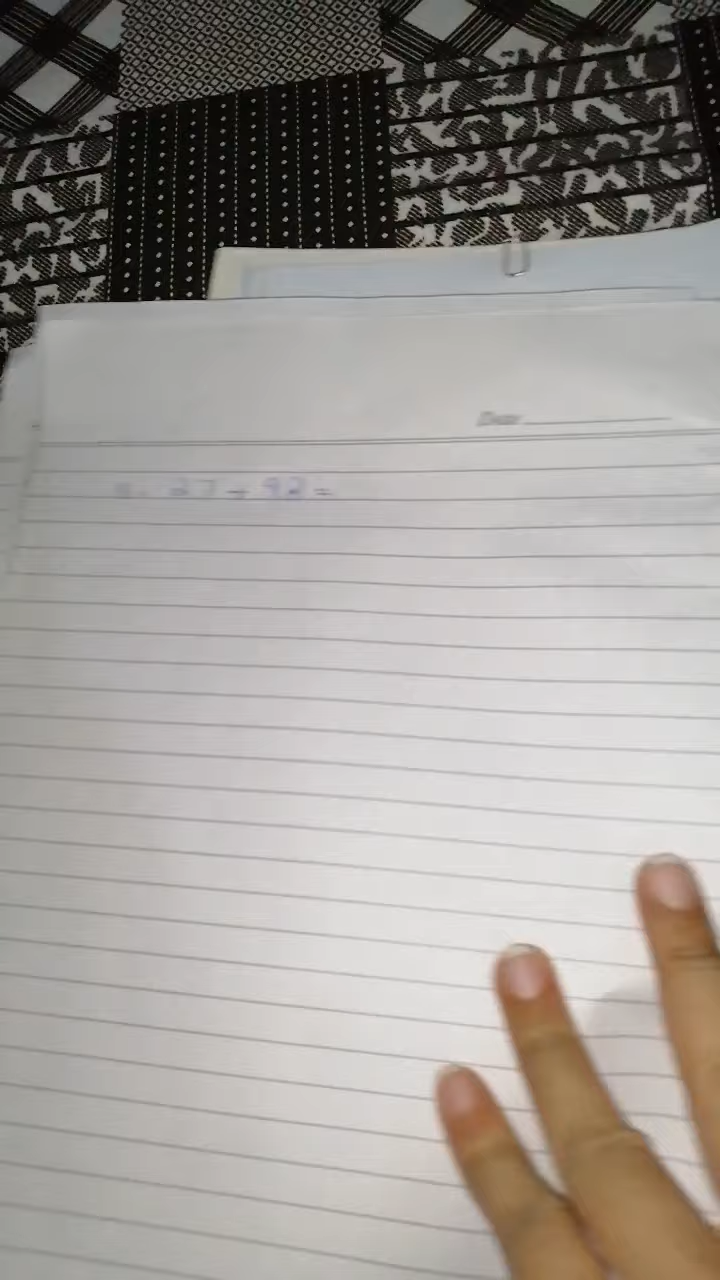 Date
27 + 92 =